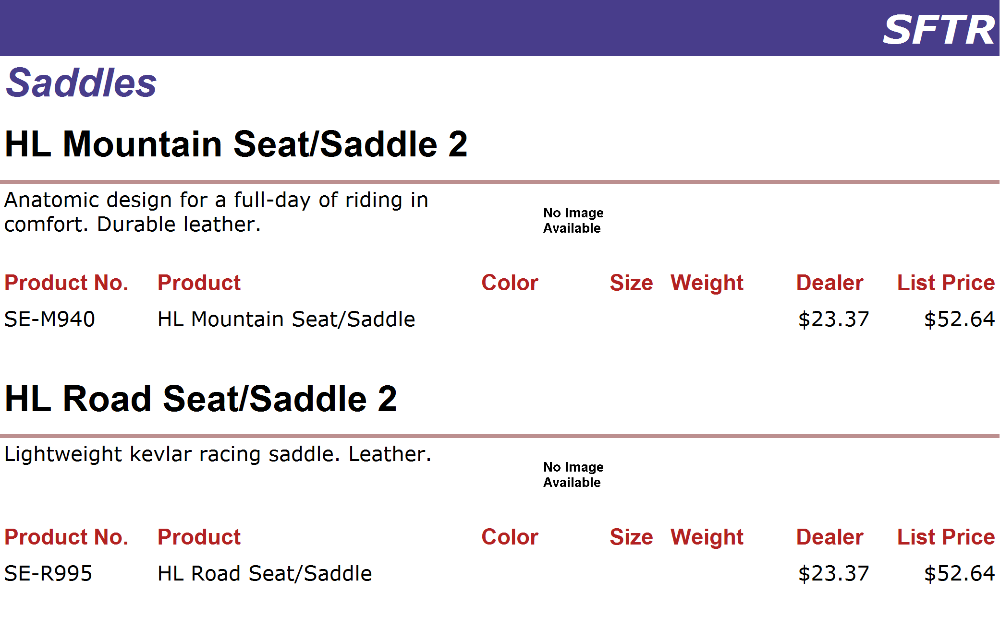 SFTR
Saddles
HL Mountain Seat/Saddle 2
Anatomic design for a full-day of riding in
comfort. Durable leather.
No Image
Available
Product No. Product Color Size Weight Dealer List Price
SE-M940 HL Mountain Seat/Saddle $23.37 $52.64
HL Road Seat/Saddle 2
Lightweight kevlar racing saddle. Leather.
No Image
Available
Product No. Product Color Size Weight Dealer List Price
SE-R995 HL Road Seat/Saddle $23.37 $52.64